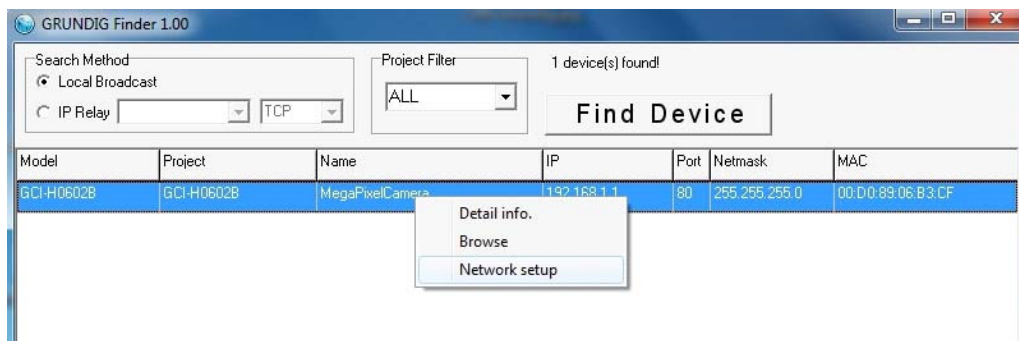 GRUNDIG Finder 1.00
Search Method
Local Broadcast
IP Relay
TCP
Project Filter
ALL
1 device(s) found!
Find Device
Model Project Name IP Port Netmask MAC
GCI-H0602B GCI-H0602B MegaPixelCamera 192.168.1.1 80 255.255.255.0 00:D0:89:06:B3:CF
Detail info.
Browse
Network setup